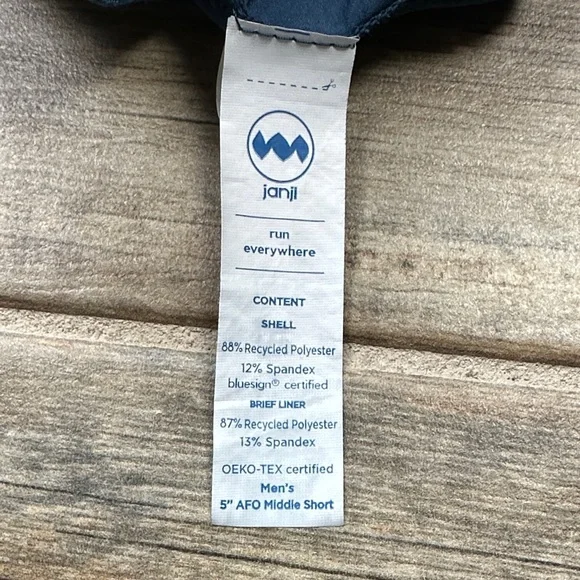 janji
run
everywhere
CONTENT
SHELL
88% Recycled Polyester
12% Spandex
bluesign® certified
BRIEF LINER
87% Recycled Polyester
13% Spandex
OEKO-TEX certified
Men's
5" AFO Middle Short